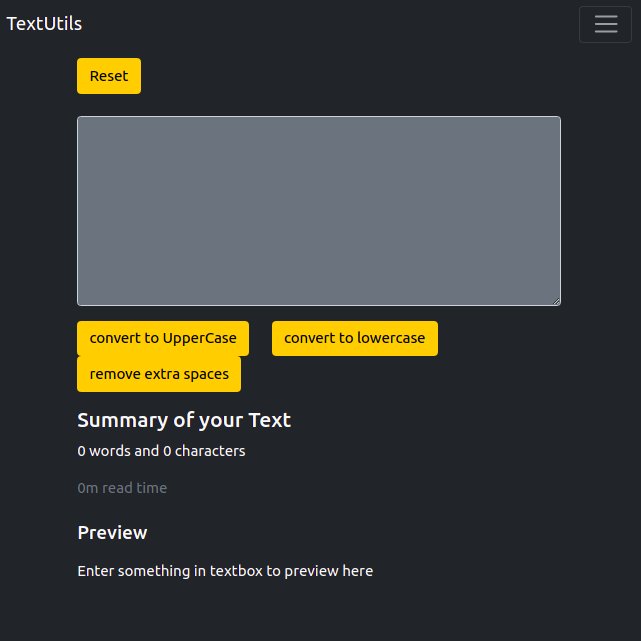 TextUtils
Reset
convert to UpperCase convert to lowercase
remove extra spaces
Summary of your Text
0 words and 0 characters
0m read time
Preview
Enter something in textbox to preview here